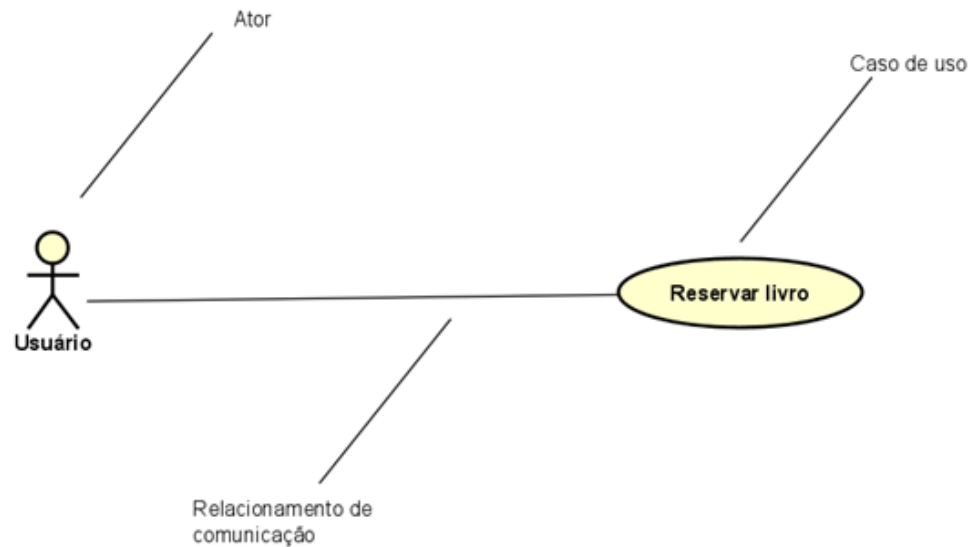 Ator
Caso de uso
Reservar livro
Usuário
Relacionamento de
comunicação